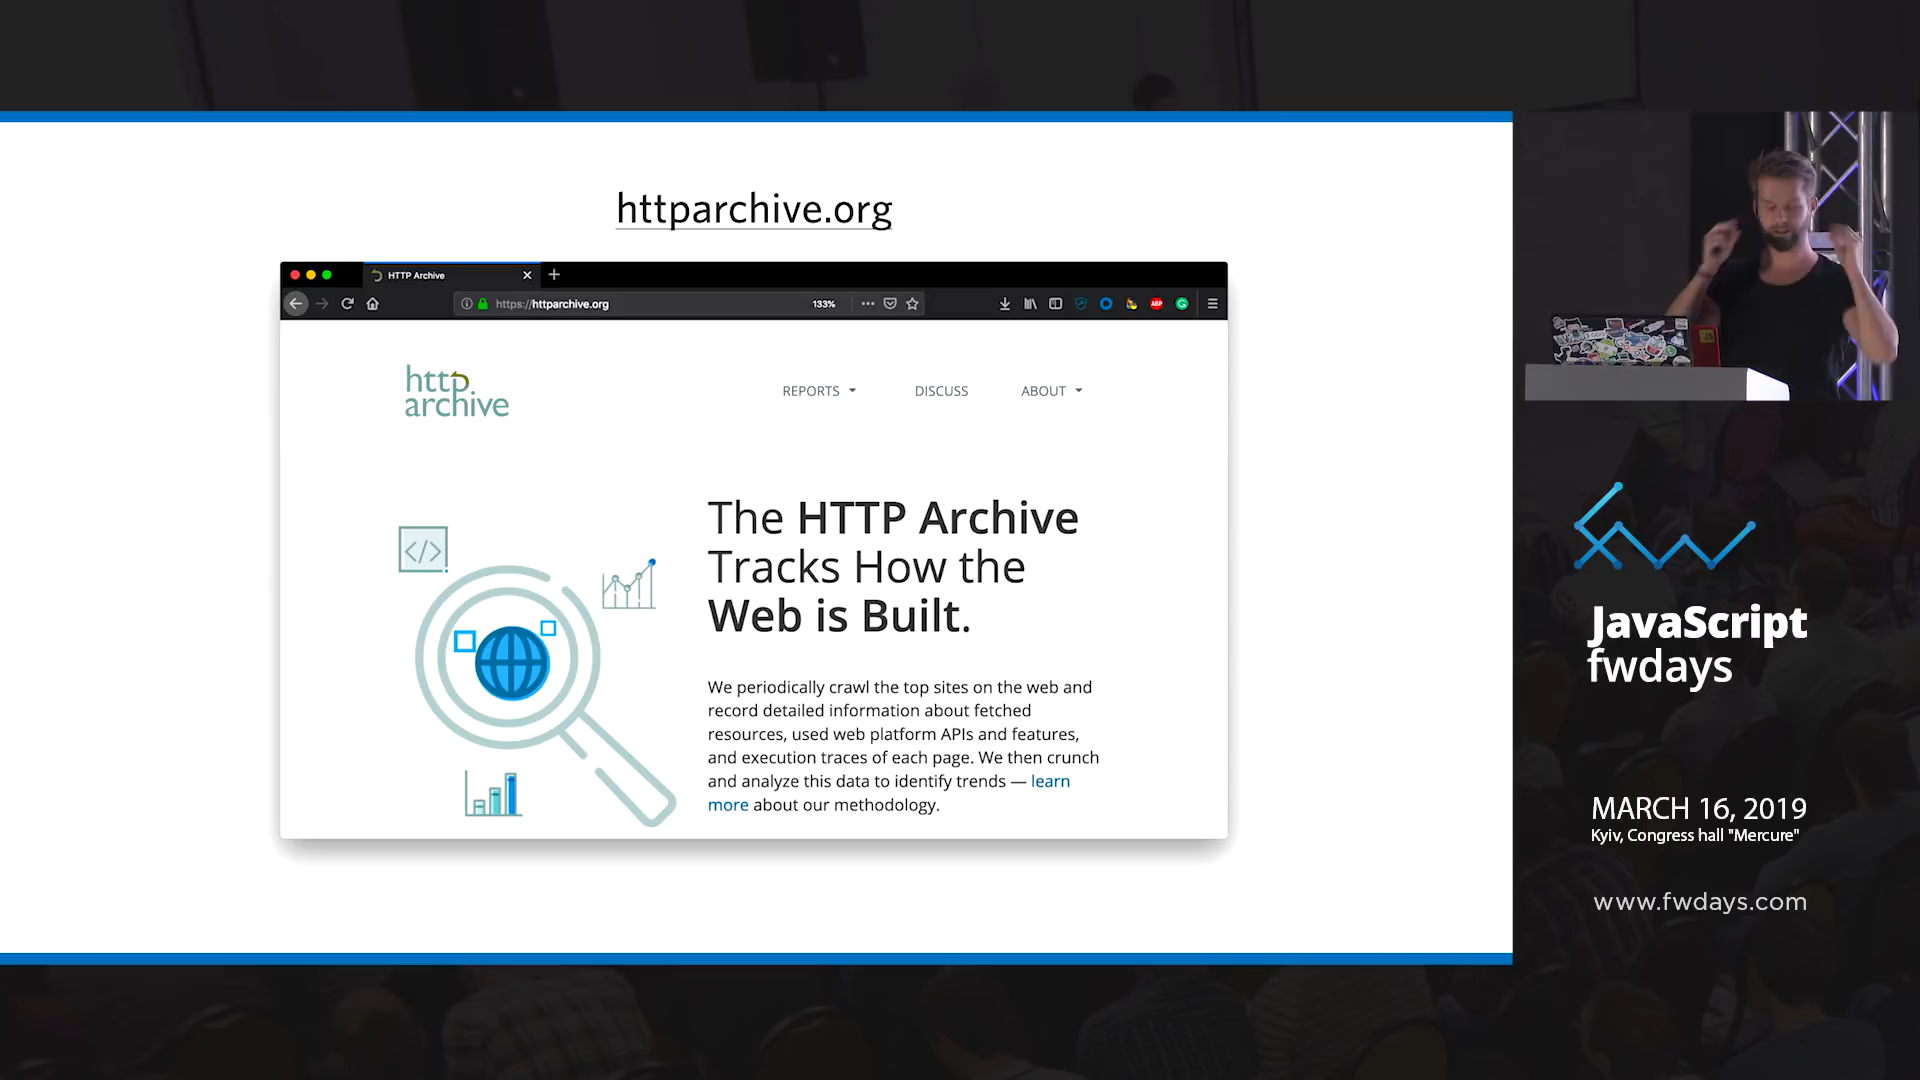 httparchive.org
HTTP Archive
https://httparchive.org
133%
ABP
http
archive
REPORTS
DISCUSS
ABOUT
</>
The HTTP Archive
Tracks How the
Web is Built.
We periodically crawl the top sites on the web and
record detailed information about fetched
resources, used web platform APIs and features,
and execution traces of each page. We then crunch
and analyze this data to identify trends — learn
more about our methodology.
JavaScript
fwdays
MARCH 16, 2019
Kyiv, Congress hall "Mercure"
www.fwdays.com